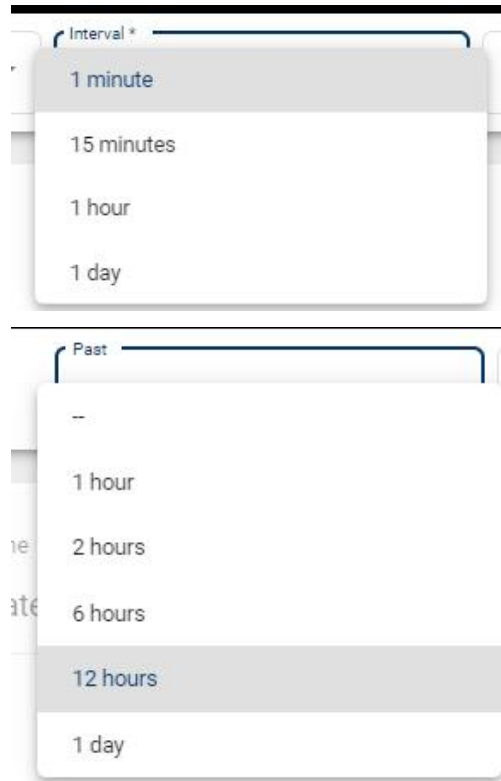 Interval *
1 minute
15 minutes
1 hour
1 day
Past
--
1 hour
2 hours
6 hours
12 hours
1 day